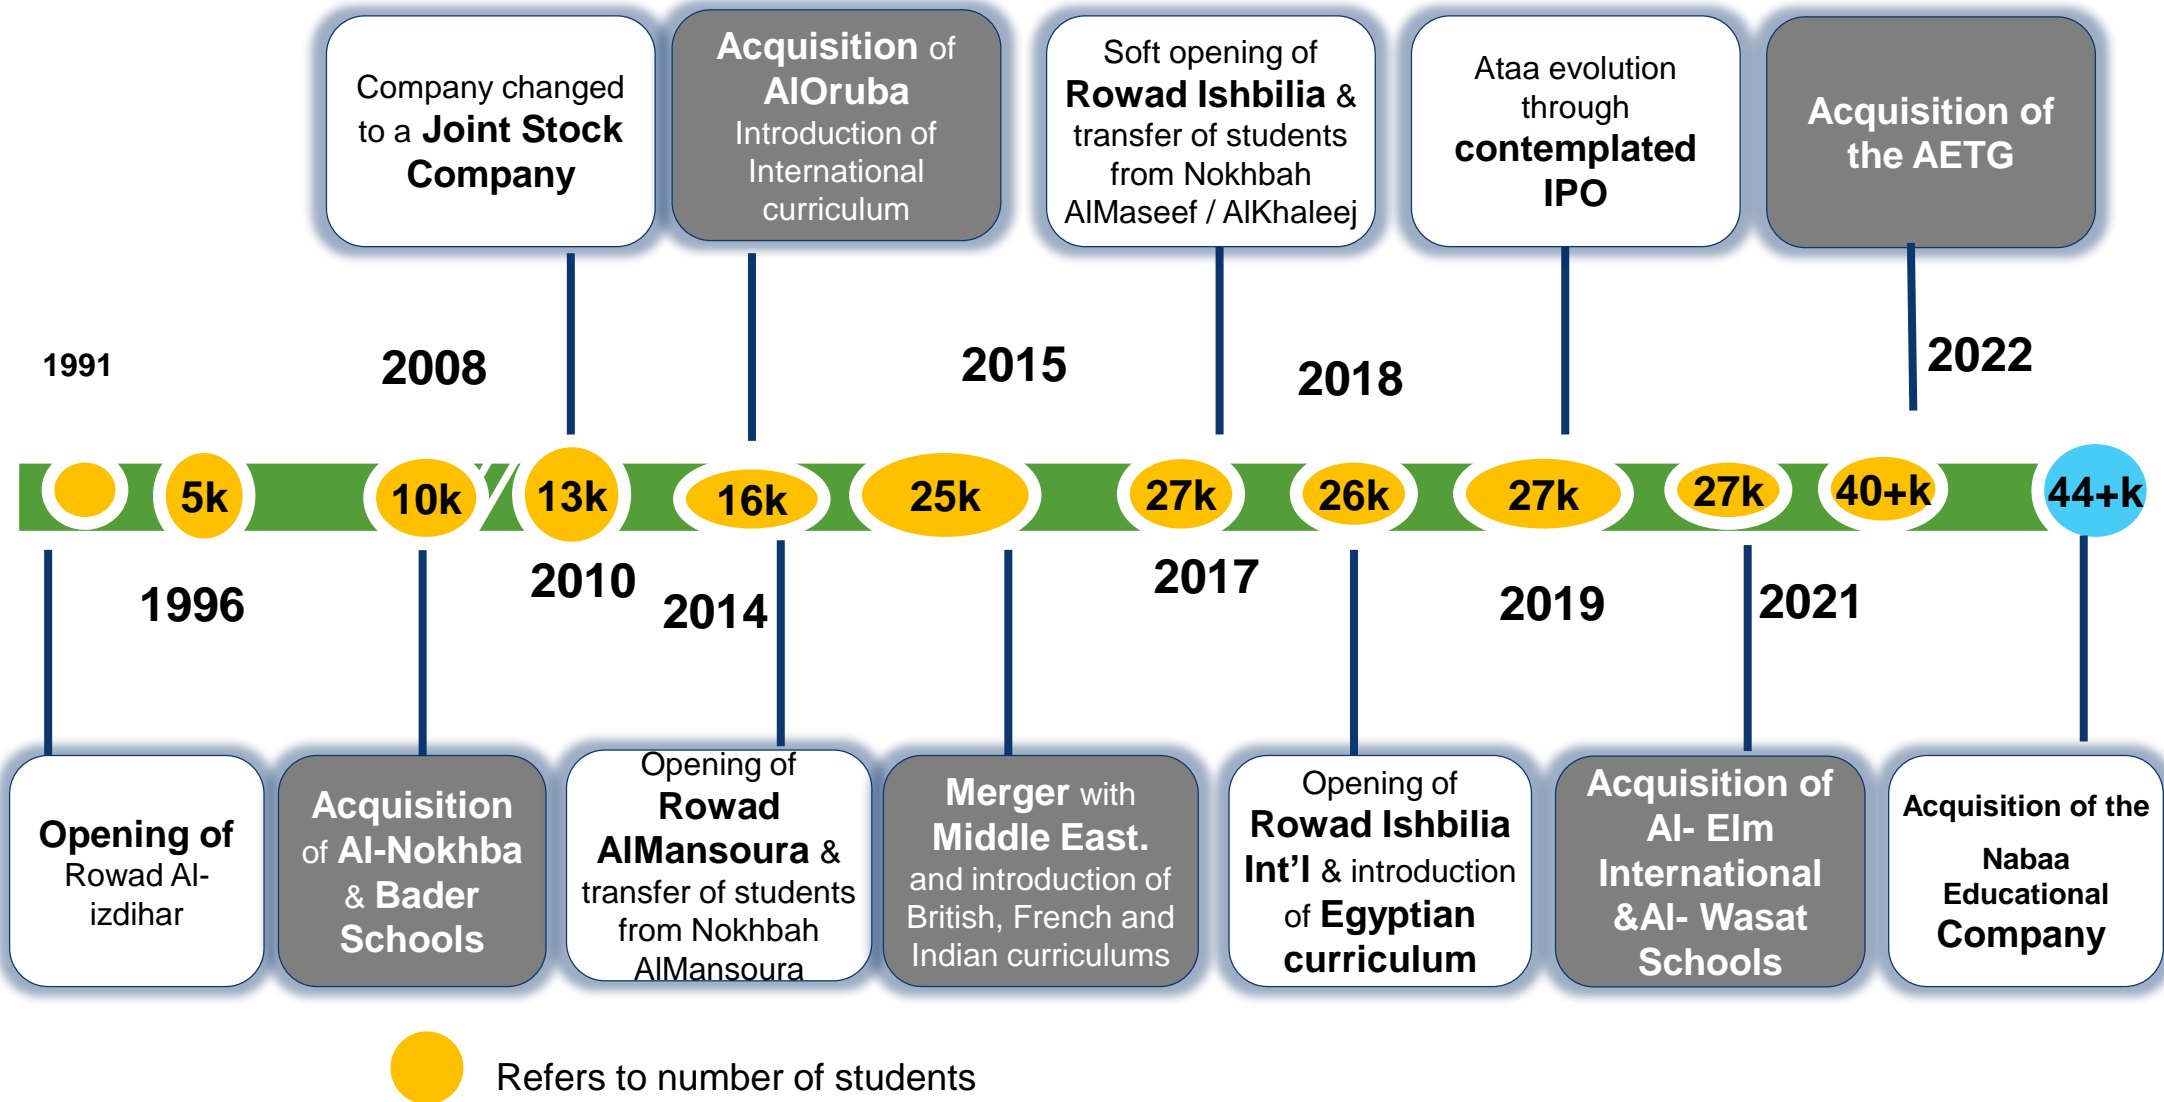 Company changed
to a Joint Stock
Company
Acquisition of
AlOruba
Introduction of
International
curriculum
Soft opening of
Rowad Ishbilia &
transfer of students
from Nokhbah
AlMaseef / AlKhaleej
Ataa evolution
through
contemplated
IPO
Acquisition of
the AETG
1991
2008
2015
2018
2022
5k
10k
13k
16k
25k
27k
26k
27k
27k
40+k
44+k
1996
2010
2014
2017
2019
2021
Opening of
Rowad Al-
izdihar
Acquisition
of Al-Nokhba
& Bader
Schools
Opening of
Rowad
AlMansoura &
transfer of students
from Nokhbah
AlMansoura
Merger with
Middle East.
and introduction of
British, French and
Indian curriculums
Opening of
Rowad Ishbilia
Int’l & introduction
of Egyptian
curriculum
Acquisition of
Al- Elm
International
&Al- Wasat
Schools
Acquisition of the
Nabaa
Educational
Company
Refers to number of students